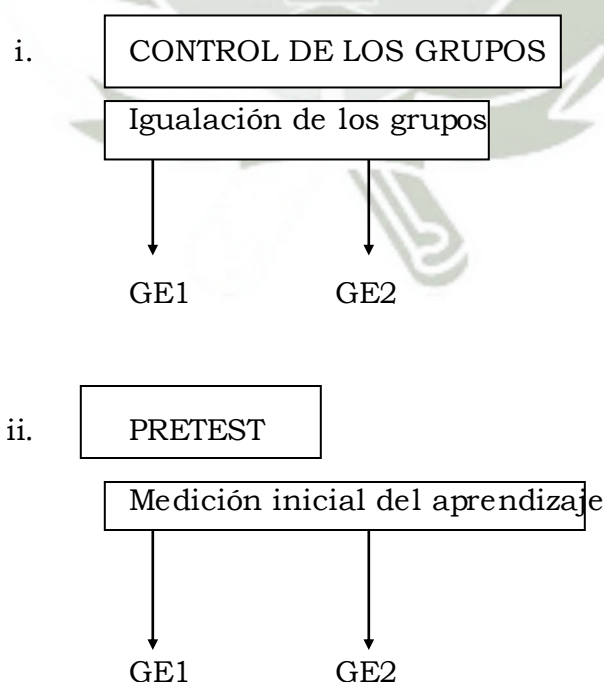 i. CONTROL DE LOS GRUPOS
Igualación de los grupos
GE1 GE2
ii. PRETEST
Medición inicial del aprendizaje
GE1 GE2